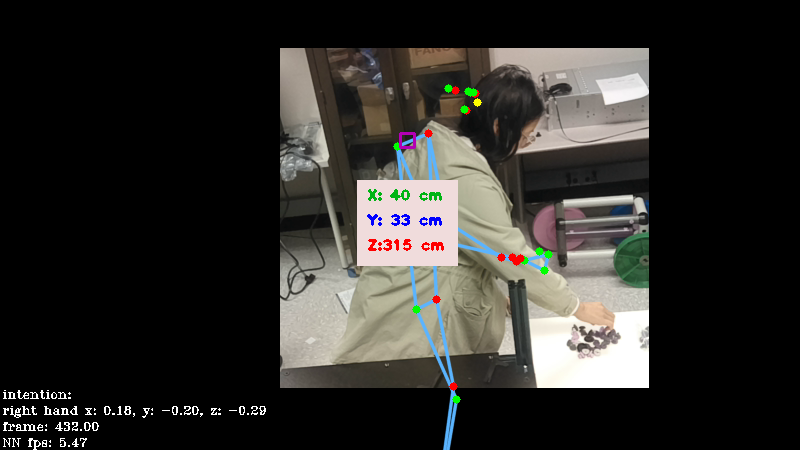 X: 40 cm
Y: 33 cm
Z:315 cm
intention:
right hand x: 0.18, y: -0.20, z: -0.29
frame: 432.00
NN fps: 5.47